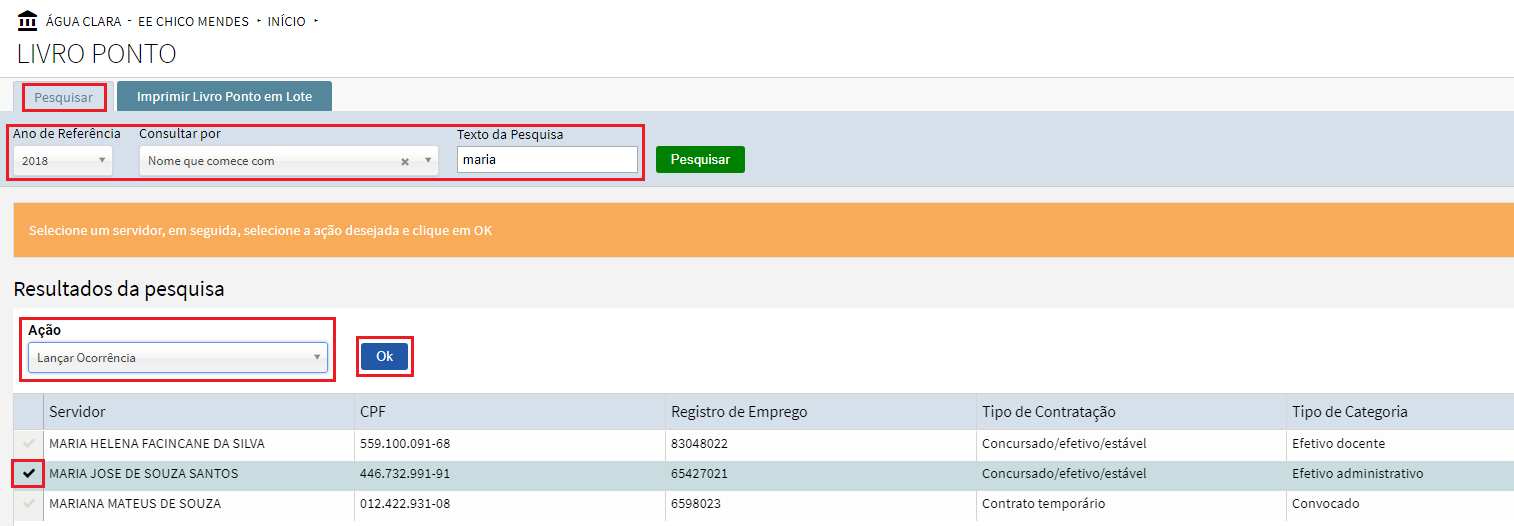 ÁGUA CLARA - EE CHICO MENDES ‣ INÍCIO ‣
LIVRO PONTO
Pesquisar
Imprimir Livro Ponto em Lote
Ano de Referência
Consultar por
Texto da Pesquisa
2018
Nome que comece com
maria
Pesquisar
Selecione um servidor, em seguida, selecione a ação desejada e clique em OK
Resultados da pesquisa
Ação
Lançar Ocorrência
Ok
Servidor CPF Registro de Emprego Tipo de Contratação Tipo de Categoria
MARIA HELENA FACINCANE DA SILVA 559.100.091-68 83048022 Concursado/efetivo/estável Efetivo docente
MARIA JOSE DE SOUZA SANTOS 446.732.991-91 65427021 Concursado/efetivo/estável Efetivo administrativo
MARIANA MATEUS DE SOUZA 012.422.931-08 6598023 Contrato temporário Convocado